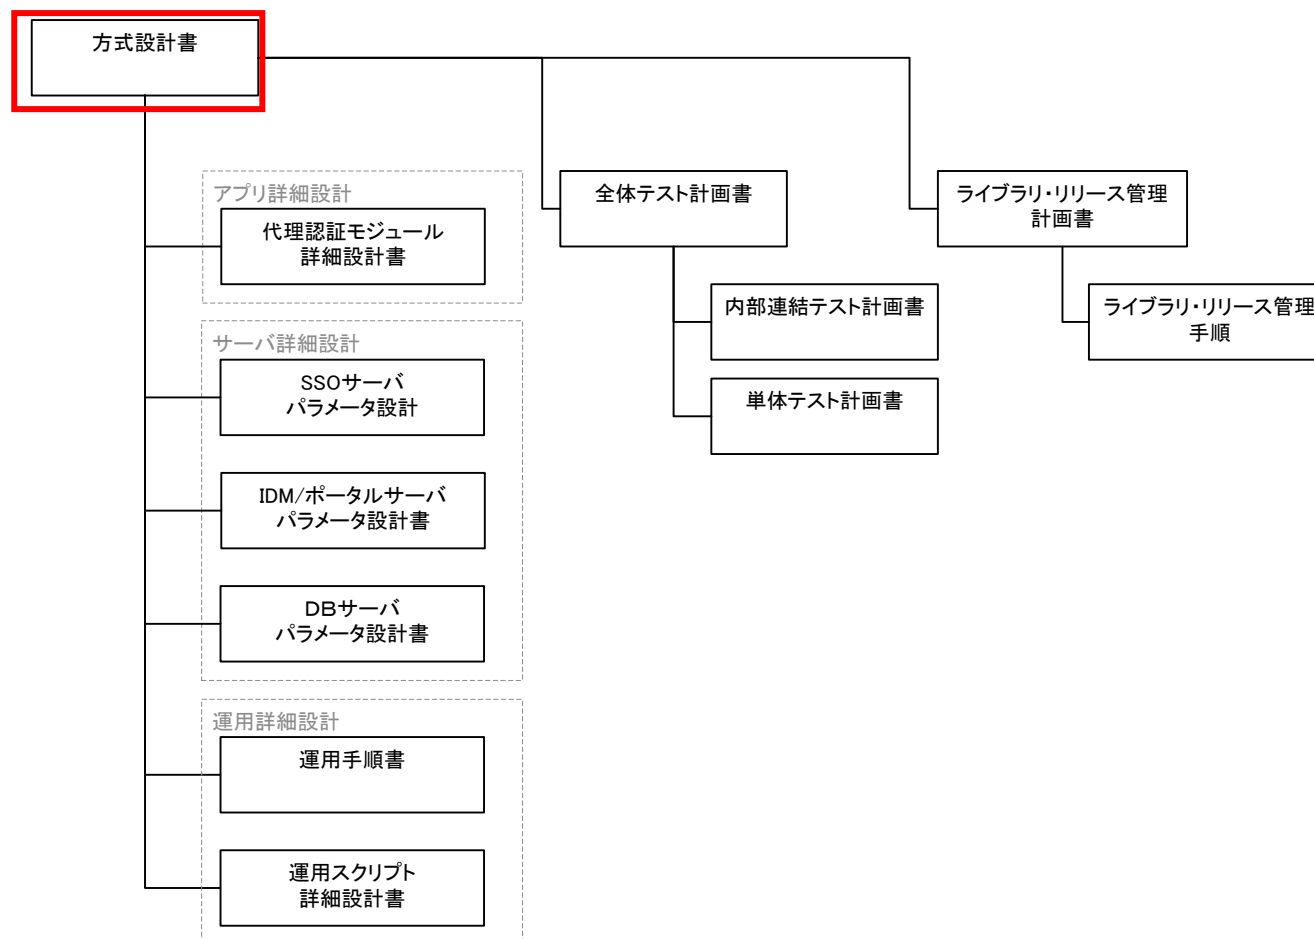 方式設計書
アプリ詳細設計
代理認証モジュール
詳細設計書
サーバ詳細設計
SSOサーバ
パラメータ設計
IDM/ポータルサーバ
パラメータ設計書
DBサーバ
パラメータ設計書
運用詳細設計
運用手順書
運用スクリプト
詳細設計書
全体テスト計画書
内部連結テスト計画書
単体テスト計画書
ライブラリ・リリース管理
計画書
ライブラリ・リリース管理
手順